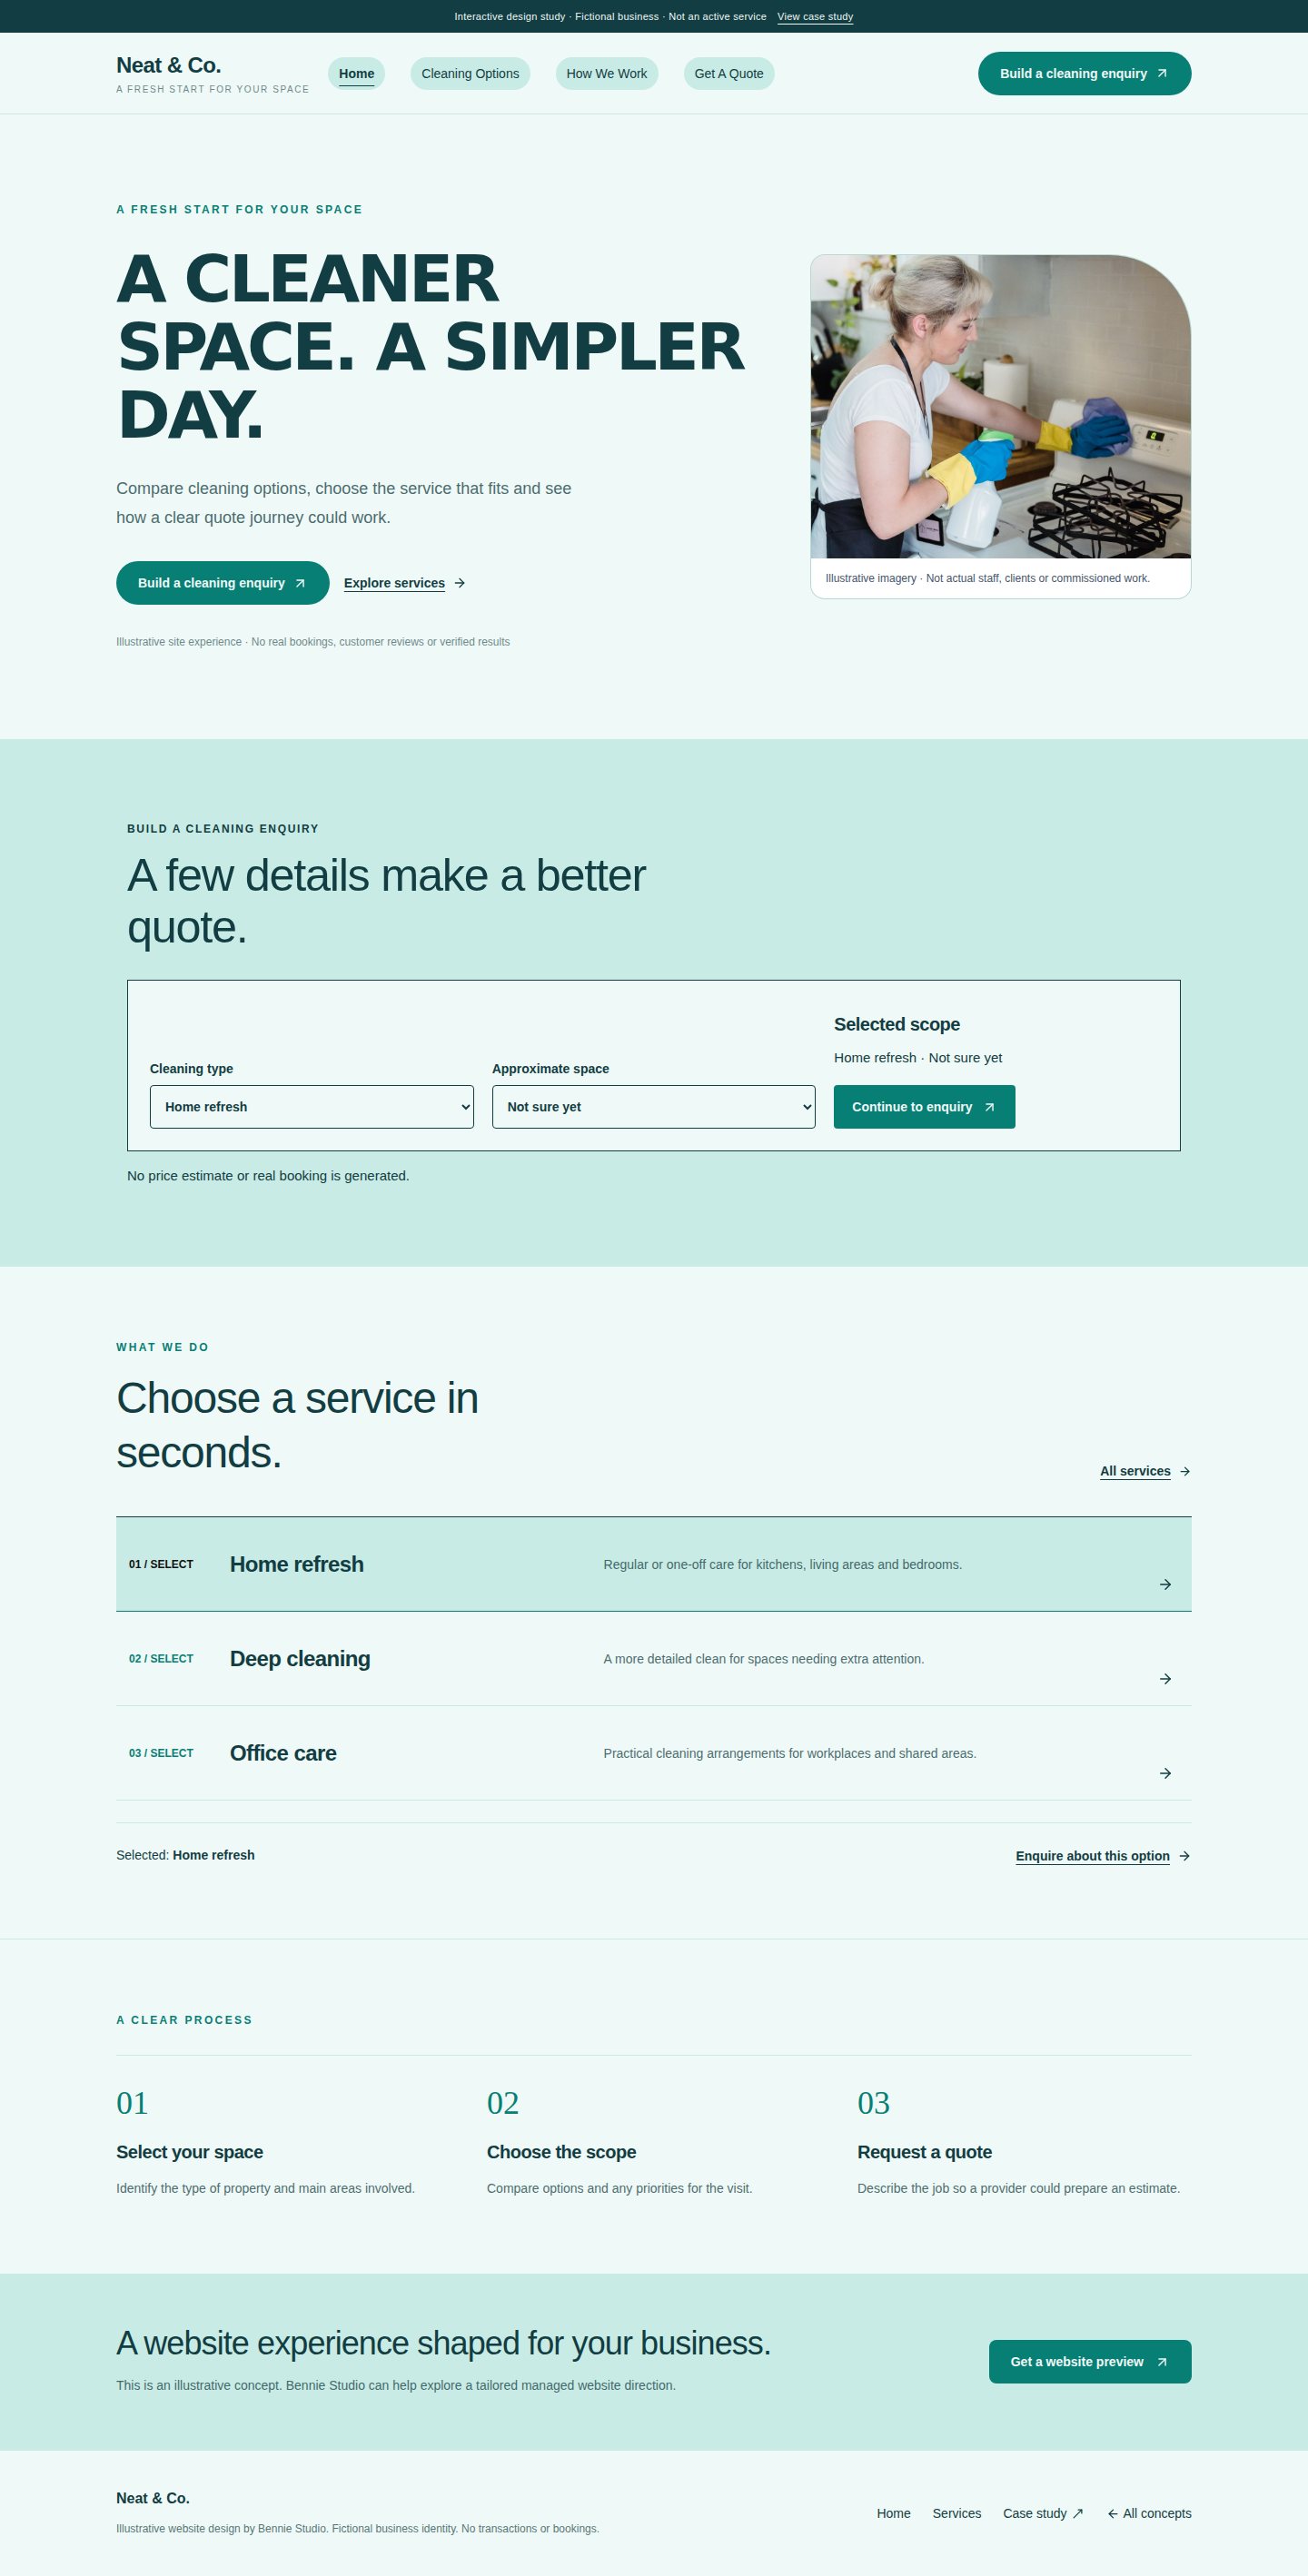 Interactive design study · Fictional business · Not an active service View case study
Neat & Co.
A FRESH START FOR YOUR SPACE
Home
Cleaning Options
How We Work
Get A Quote
Build a cleaning enquiry
A FRESH START FOR YOUR SPACE
A CLEANER
SPACE. A SIMPLER
DAY.
Compare cleaning options, choose the service that fits and see
how a clear quote journey could work.
Build a cleaning enquiry
Explore services →
Illustrative site experience · No real bookings, customer reviews or verified results
Illustrative imagery · Not actual staff, clients or commissioned work.
BUILD A CLEANING ENQUIRY
A few details make a better
quote.
Cleaning type
Home refresh
Approximate space
Not sure yet
Selected scope
Home refresh · Not sure yet
Continue to enquiry
No price estimate or real booking is generated.
WHAT WE DO
Choose a service in
seconds.
All services →
01 / SELECT
Home refresh
Regular or one-off care for kitchens, living areas and bedrooms.
02 / SELECT
Deep cleaning
A more detailed clean for spaces needing extra attention.
03 / SELECT
Office care
Practical cleaning arrangements for workplaces and shared areas.
Selected: Home refresh
Enquire about this option →
A CLEAR PROCESS
01
Select your space
Identify the type of property and main areas involved.
02
Choose the scope
Compare options and any priorities for the visit.
03
Request a quote
Describe the job so a provider could prepare an estimate.
A website experience shaped for your business.
This is an illustrative concept. Bennie Studio can help explore a tailored managed website direction.
Get a website preview
Neat & Co.
Illustrative website design by Bennie Studio. Fictional business identity. No transactions or bookings.
Home
Services
Case study ↗
← All concepts